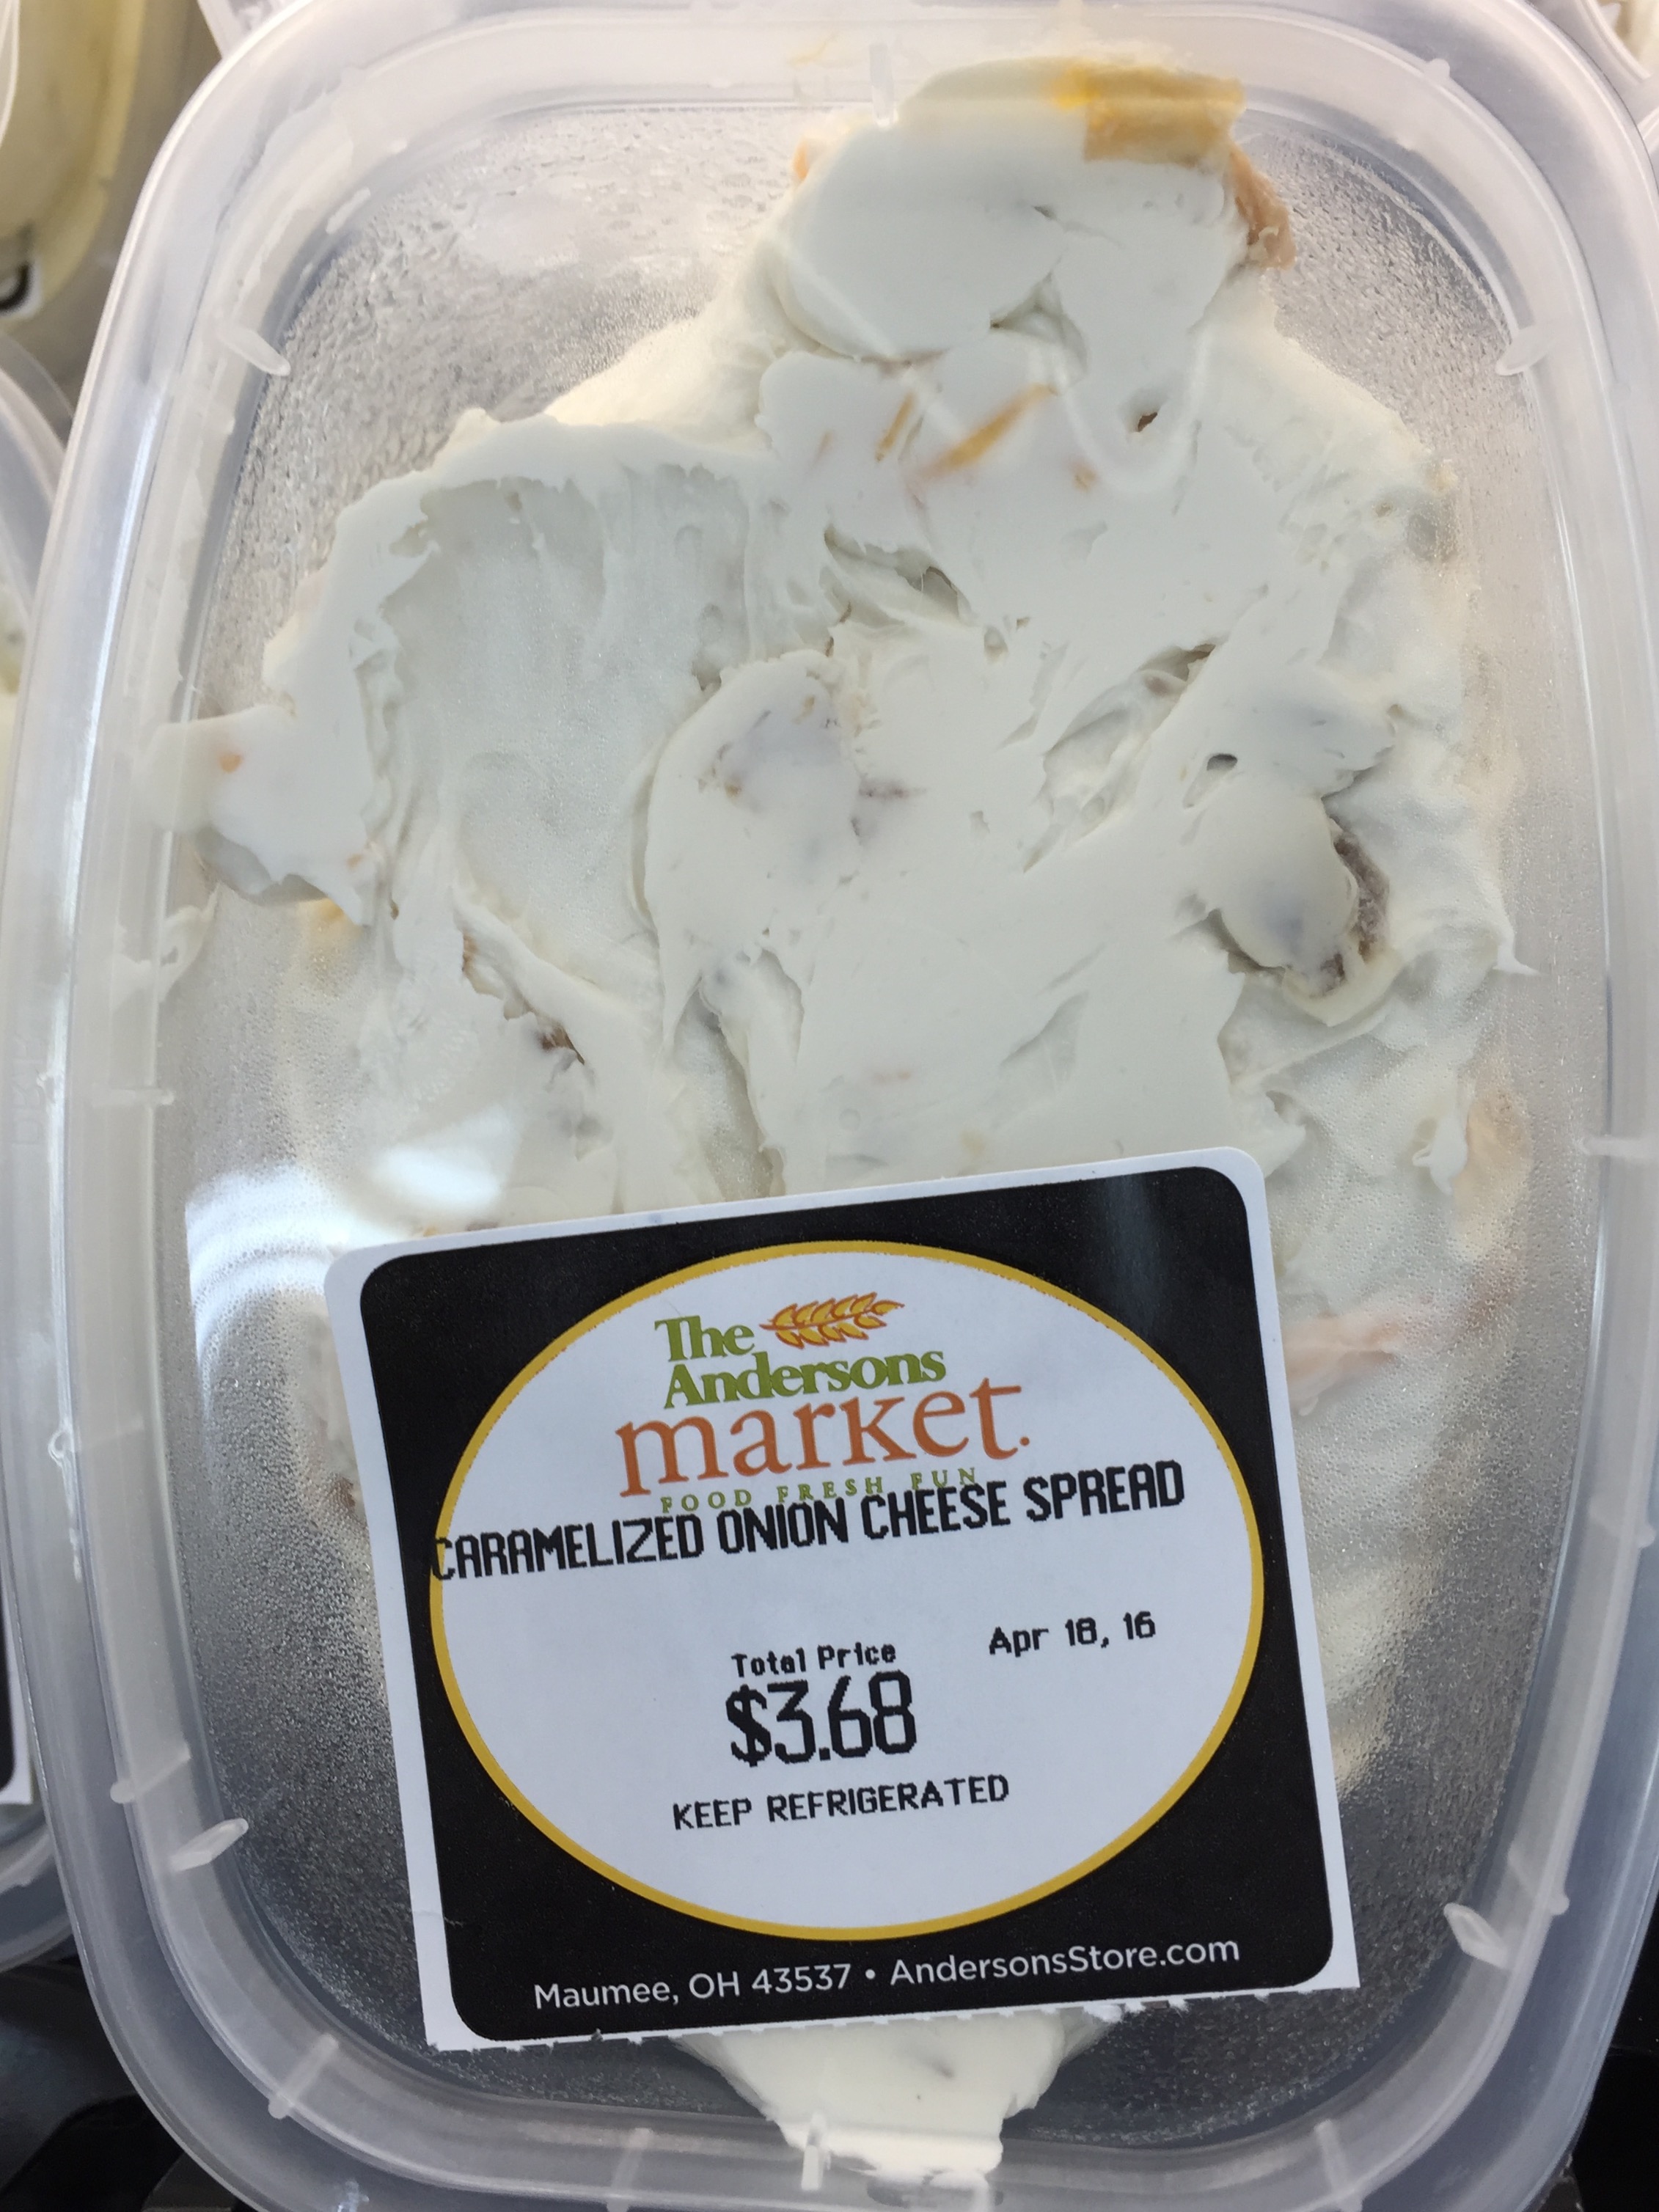 The
Andersons
market.
FOOD FRESH FUN
CARAMELIZED ONION CHEESE SPREAD
Apr 18, 16
Total Price
$3.68
KEEP REFRIGERATED
Maumee, OH 43537 • AndersonsStore.com